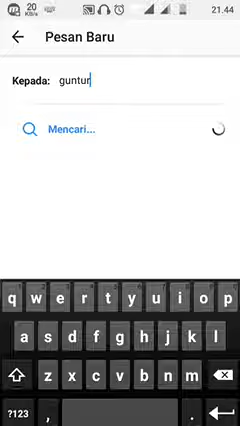 20
KB/s
21.44
Pesan Baru
Kepada: guntur
Mencari...
q w e r t y u i o p
a s d f g h j k l
z x c v b n m
?123 , .